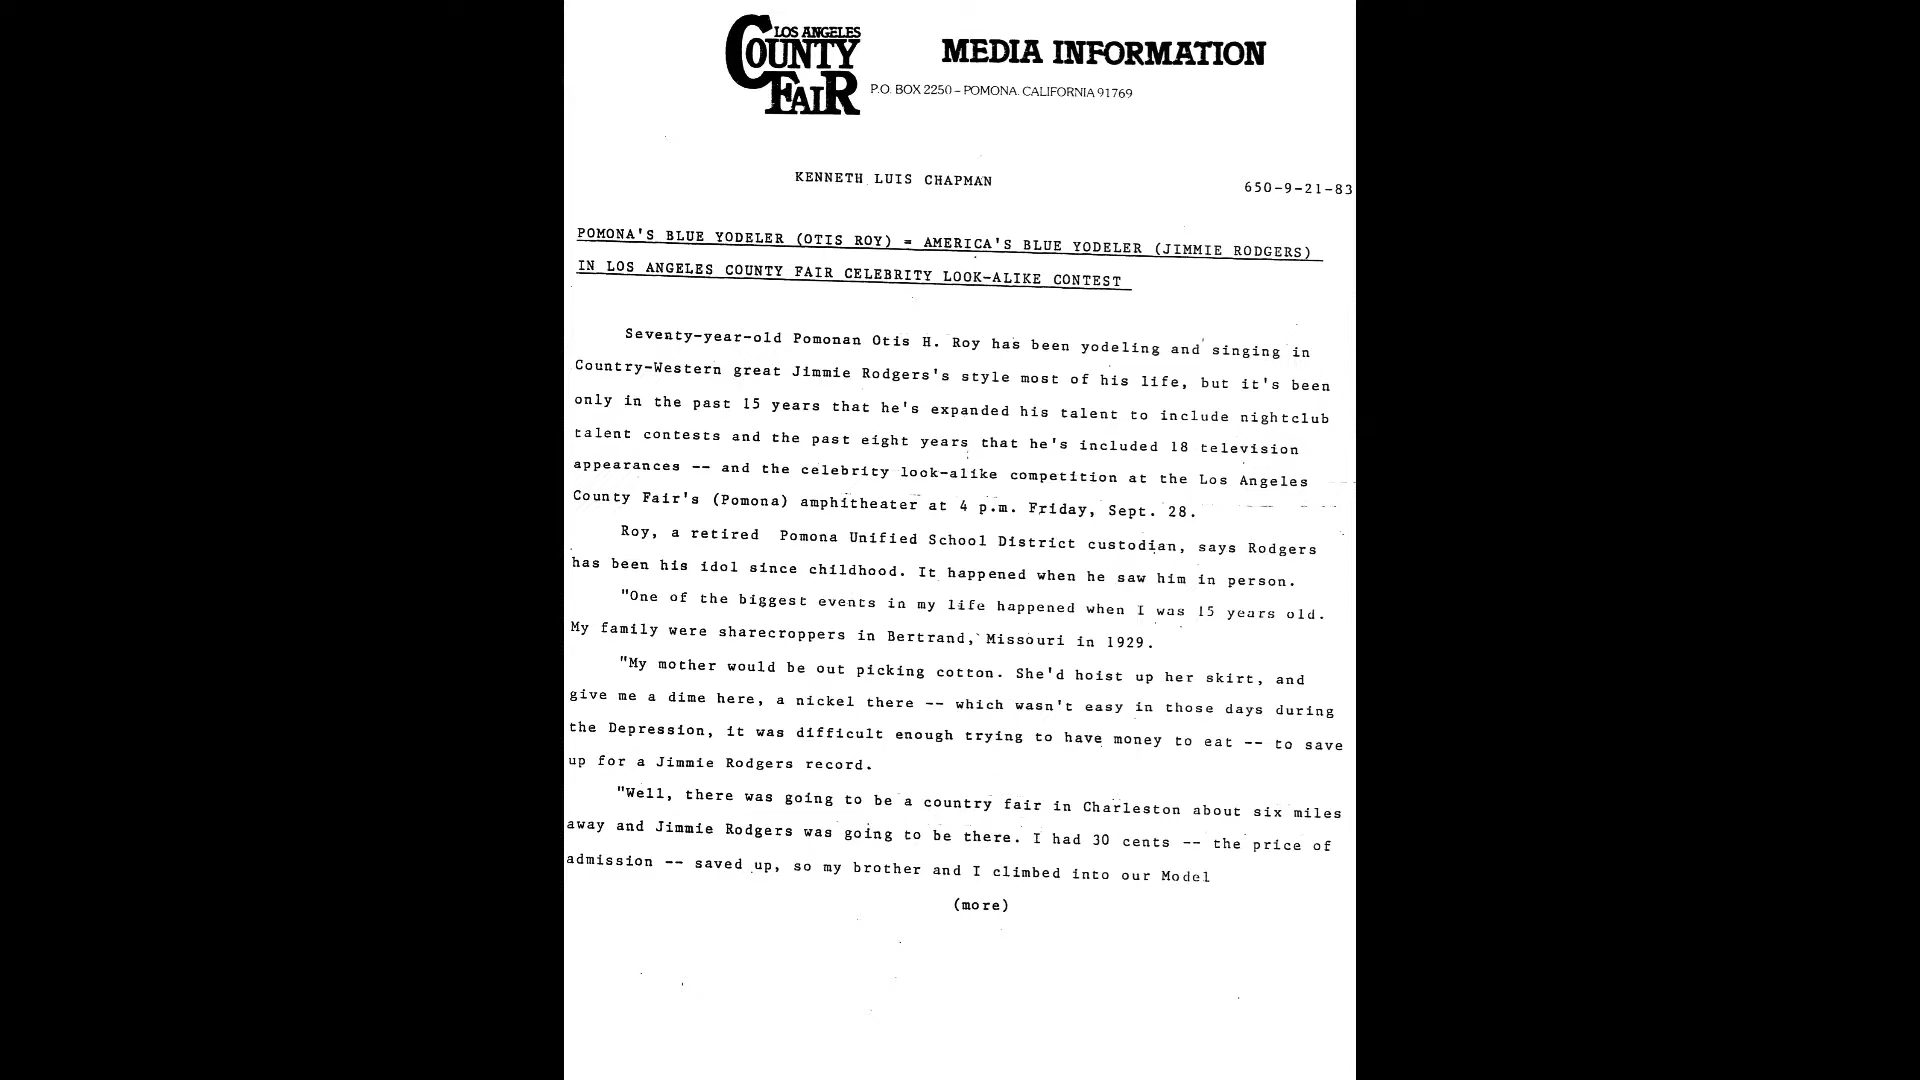 LOS ANGELES
COUNTY
FAIR
MEDIA INFORMATION
P.O. BOX 2250 – POMONA. CALIFORNIA 91769
KENNETH LUIS CHAPMAN
650-9-21-83
POMONA'S BLUE YODELER (OTIS ROY) = AMERICA'S BLUE YODELER (JIMMIE RODGERS)
IN LOS ANGELES COUNTY FAIR CELEBRITY LOOK-ALIKE CONTEST
Seventy-year-old Pomonan Otis H. Roy has been yodeling and singing in
Country-Western great Jimmie Rodgers's style most of his life, but it's been
only in the past 15 years that he's expanded his talent to include nightclub
talent contests and the past eight years that he's included 18 television
appearances -- and the celebrity look-alike competition at the Los Angeles
County Fair's (Pomona) amphitheater at 4 p.m. Friday, Sept. 28.
Roy, a retired Pomona Unified School District custodian, says Rodgers
has been his idol since childhood. It happened when he saw him in person.
"One of the biggest events in my life happened when I was 15 years old.
My family were sharecroppers in Bertrand, Missouri in 1929.
"My mother would be out picking cotton. She'd hoist up her skirt, and
give me a dime here, a nickel there -- which wasn't easy in those days during
the Depression, it was difficult enough trying to have money to eat -- to save
up for a Jimmie Rodgers record.
"Well, there was going to be a country fair in Charleston about six miles
away and Jimmie Rodgers was going to be there. I had 30 cents -- the price of
admission -- saved up, so my brother and I climbed into our Model
(more)